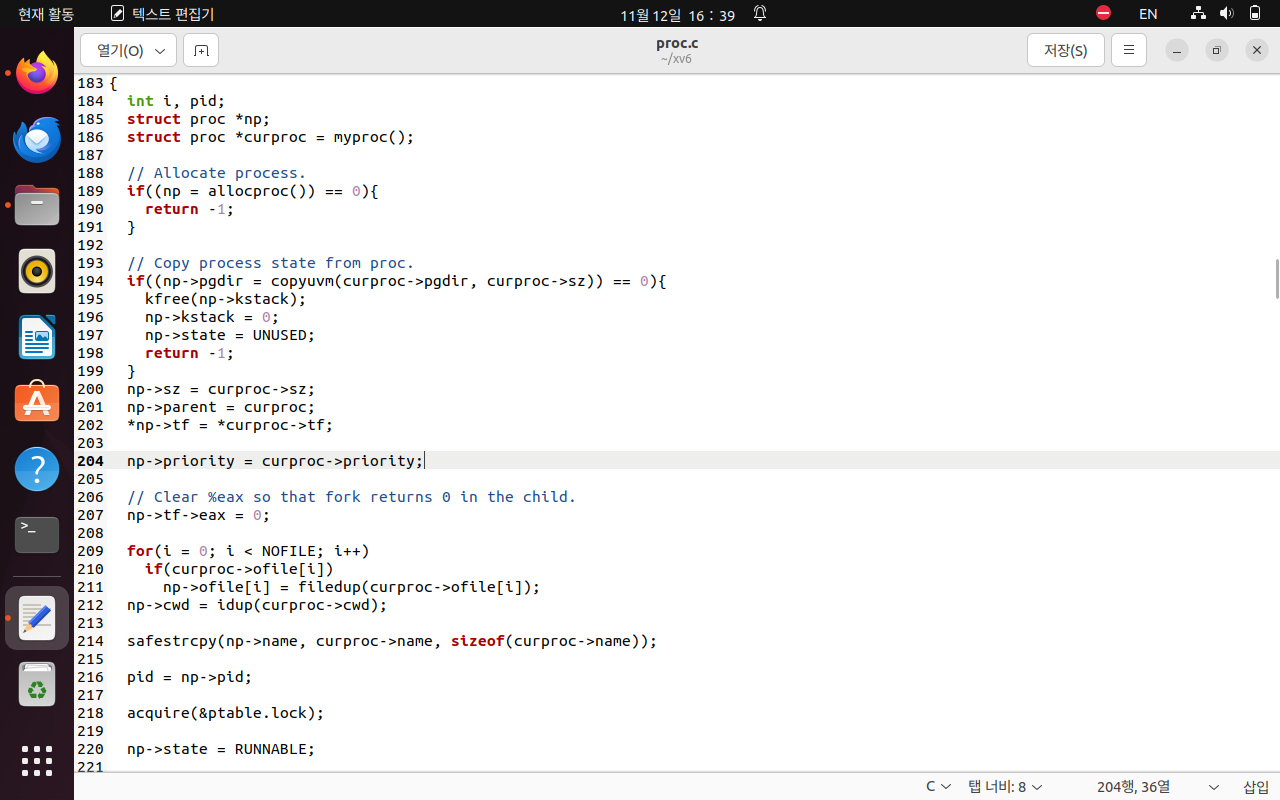 현재 활동 텍스트 편집기 11월 12일 16 : 39 EN
열기(O) proc.c 저장(S)
~/xv6
183 {
184   int i, pid;
185   struct proc *np;
186   struct proc *curproc = myproc();
187
188   // Allocate process.
189   if((np = allocproc()) == 0){
190     return -1;
191   }
192
193   // Copy process state from proc.
194   if((np->pgdir = copyuvm(curproc->pgdir, curproc->sz)) == 0){
195     kfree(np->kstack);
196     np->kstack = 0;
197     np->state = UNUSED;
198     return -1;
199   }
200   np->sz = curproc->sz;
201   np->parent = curproc;
202   *np->tf = *curproc->tf;
203
204   np->priority = curproc->priority;
205
206   // Clear %eax so that fork returns 0 in the child.
207   np->tf->eax = 0;
208
209   for(i = 0; i < NOFILE; i++)
210     if(curproc->ofile[i])
211       np->ofile[i] = filedup(curproc->ofile[i]);
212   np->cwd = idup(curproc->cwd);
213
214   safestrcpy(np->name, curproc->name, sizeof(curproc->name));
215
216   pid = np->pid;
217
218   acquire(&ptable.lock);
219
220   np->state = RUNNABLE;
221
C 탭 너비: 8 204행, 36열 삽입